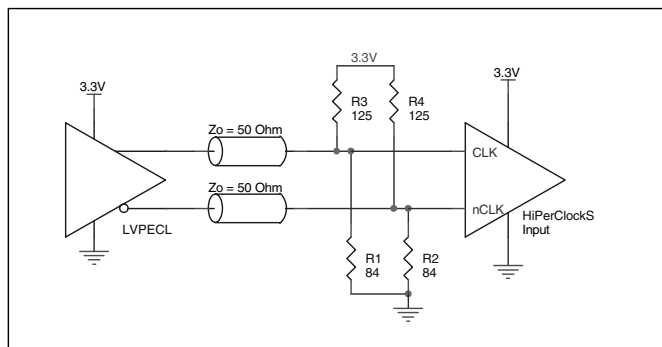 3.3V
3.3V
3.3V
R3
125
R4
125
Zo = 50 Ohm
CLK
Zo = 50 Ohm
nCLK
LVPECL
HiPerClockS
Input
R1
84
R2
84